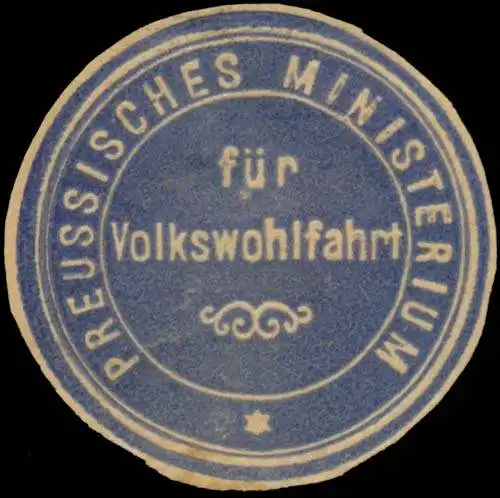 PREUSSISCHES MINISTERIUM
für
Volkswohlfahrt